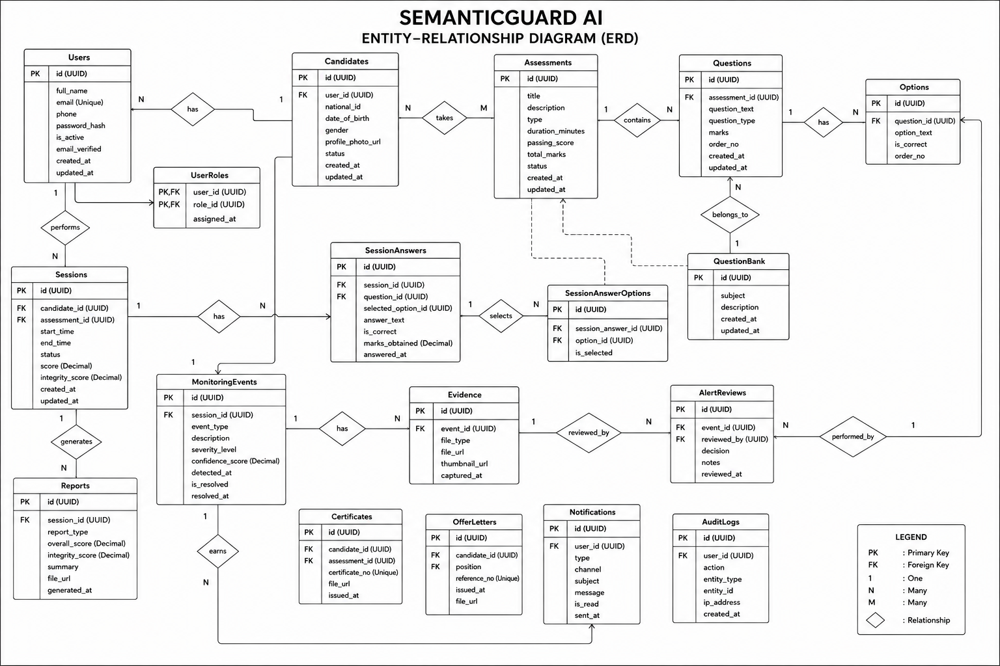 SEMANTICGUARD AI
ENTITY–RELATIONSHIP DIAGRAM (ERD)
Users
PK id (UUID)
full_name
email (Unique)
phone
password_hash
is_active
email_verified
created_at
updated_at
N
has
1
Candidates
PK id (UUID)
FK user_id (UUID)
national_id
date_of_birth
gender
profile_photo_url
status
created_at
updated_at
N
takes
M
Assessments
PK id (UUID)
title
description
type
duration_minutes
passing_score
total_marks
status
created_at
updated_at
1
contains
N
Questions
PK id (UUID)
FK assessment_id (UUID)
question_text
question_type
marks
order_no
created_at
updated_at
1
has
N
Options
PK id (UUID)
FK question_id (UUID)
option_text
is_correct
order_no
UserRoles
PK,FK user_id (UUID)
PK,FK role_id (UUID)
assigned_at
1
performs
N
N
belongs_to
1
QuestionBank
PK id (UUID)
subject
description
created_at
updated_at
Sessions
PK id (UUID)
FK candidate_id (UUID)
FK assessment_id (UUID)
start_time
end_time
status
score (Decimal)
integrity_score (Decimal)
created_at
updated_at
1
has
N
SessionAnswers
PK id (UUID)
FK session_id (UUID)
FK question_id (UUID)
selected_option_id (UUID)
answer_text
is_correct
marks_obtained (Decimal)
answered_at
1
selects
N
SessionAnswerOptions
PK id (UUID)
FK session_answer_id (UUID)
FK option_id (UUID)
is_selected
1
MonitoringEvents
PK id (UUID)
FK session_id (UUID)
event_type
description
severity_level
confidence_score (Decimal)
detected_at
is_resolved
resolved_at
1
has
N
Evidence
PK id (UUID)
FK event_id (UUID)
file_type
file_url
thumbnail_url
captured_at
1
reviewed_by
N
AlertReviews
PK id (UUID)
FK event_id (UUID)
FK reviewed_by (UUID)
decision
notes
reviewed_at
N
performed_by
1
1
generates
N
Reports
PK id (UUID)
FK session_id (UUID)
report_type
overall_score (Decimal)
integrity_score (Decimal)
summary
file_url
generated_at
1
earns
N
Certificates
PK id (UUID)
FK candidate_id (UUID)
FK assessment_id (UUID)
certificate_no (Unique)
file_url
issued_at
OfferLetters
PK id (UUID)
FK candidate_id (UUID)
FK position
reference_no (Unique)
issued_at
file_url
Notifications
PK id (UUID)
FK user_id (UUID)
type
channel
subject
message
is_read
sent_at
AuditLogs
PK id (UUID)
FK user_id (UUID)
action
entity_type
entity_id
ip_address
created_at
LEGEND
PK : Primary Key
FK : Foreign Key
1 : One
N : Many
M : Many
: Relationship